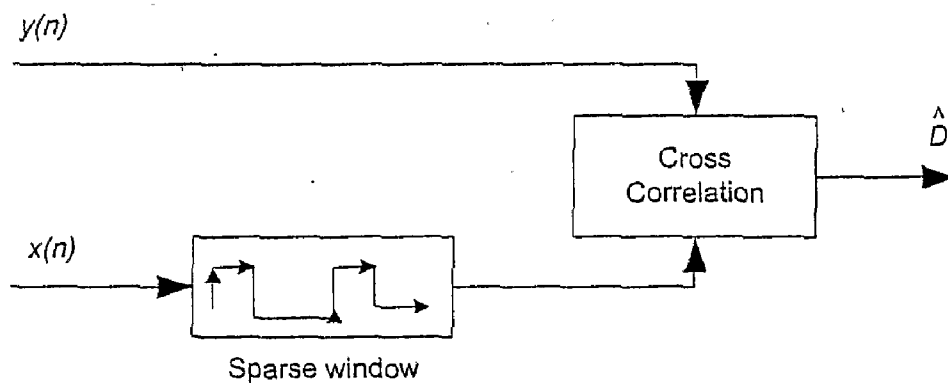 y(n)
Cross
Correlation
D̂
x(n)
Sparse window